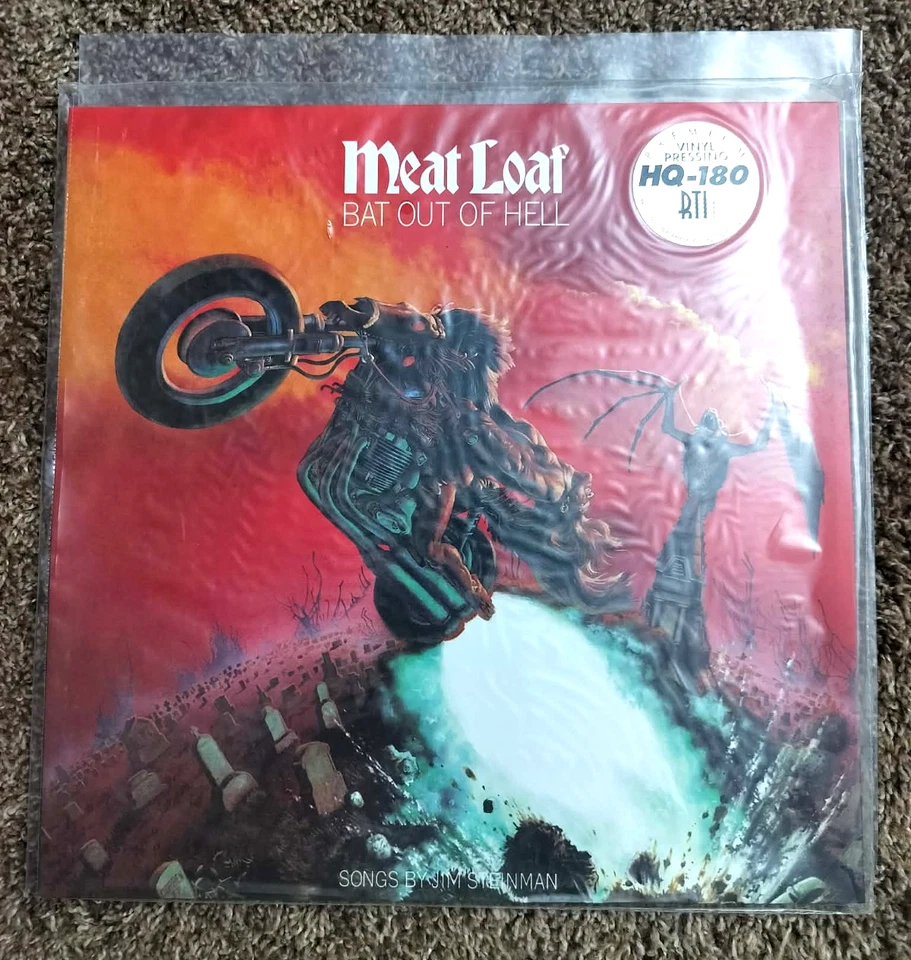 Meat Loaf
BAT OUT OF HELL
VINYL
PRESSING
HQ-180
RTI
SONGS BY JIM STEINMAN